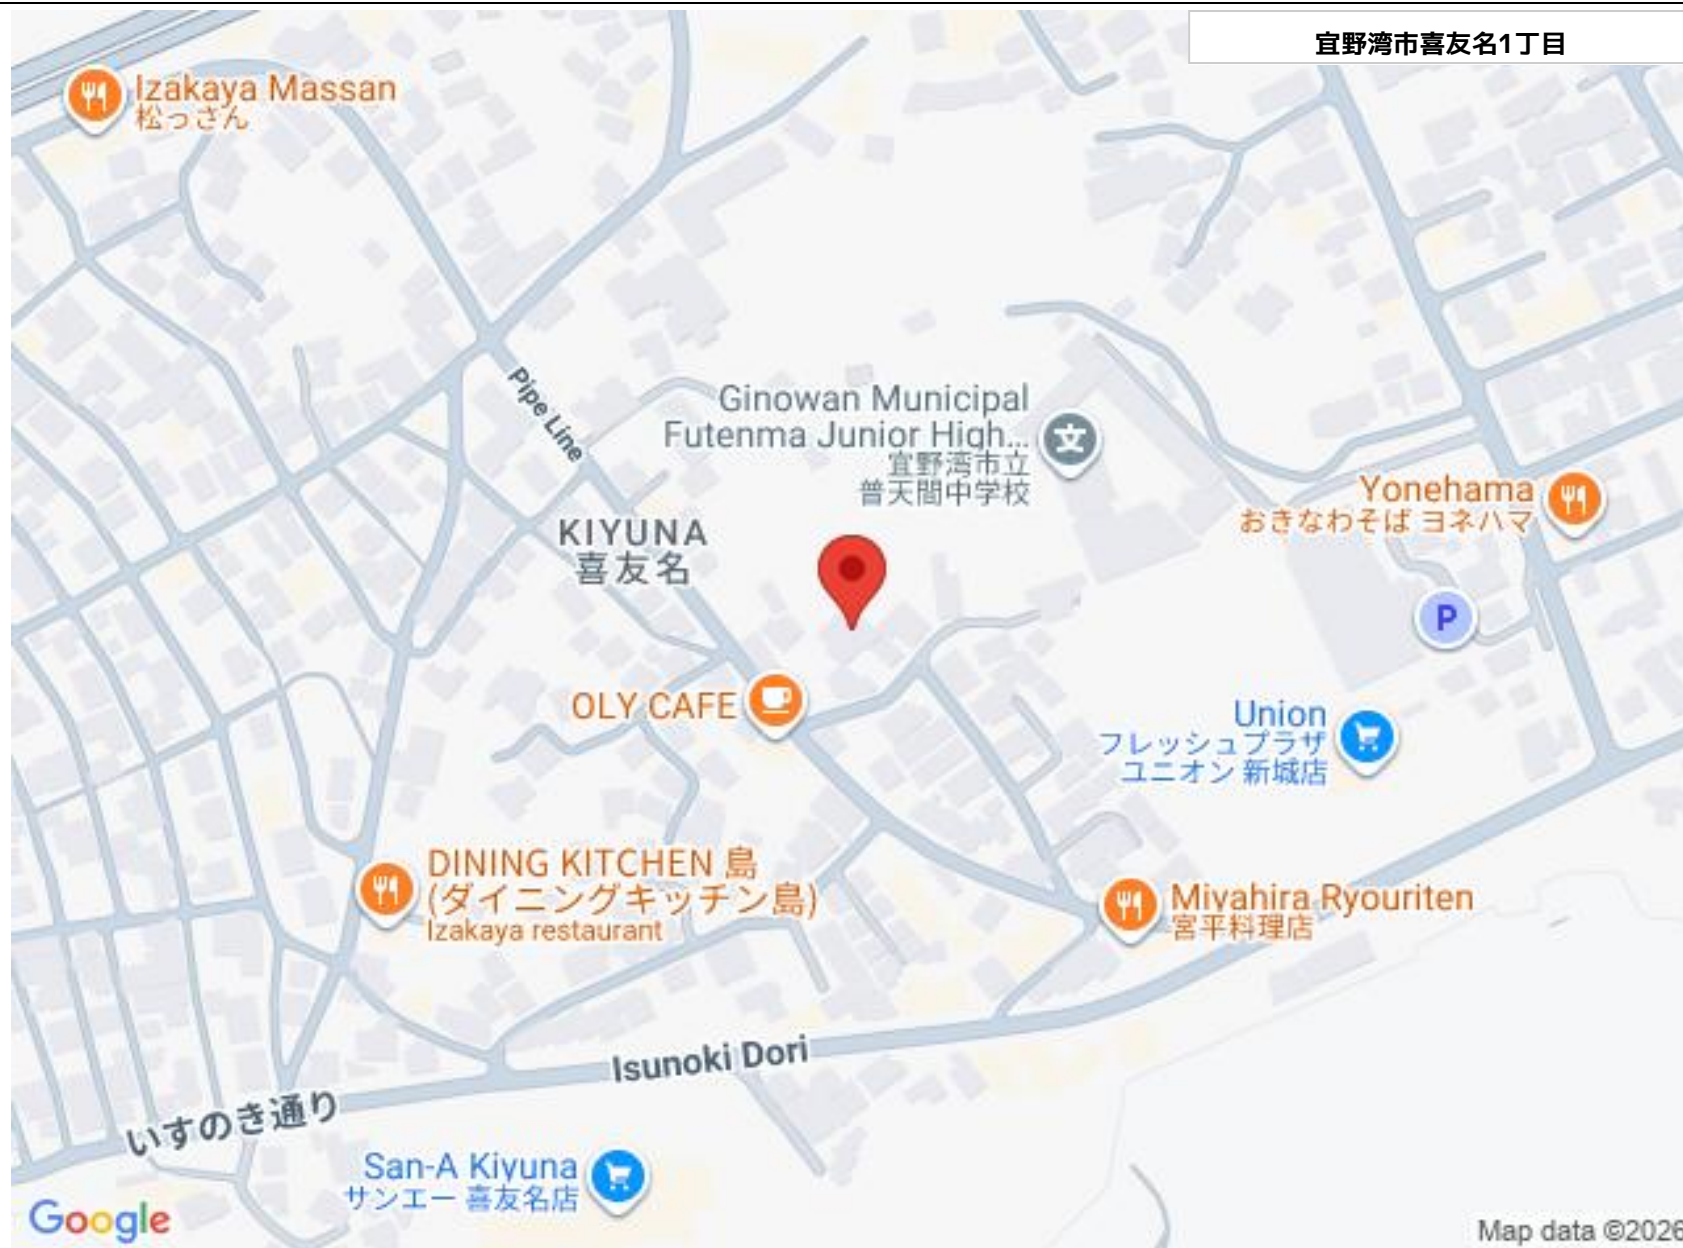 宜野湾市喜友名1丁目
Izakaya Massan
松っさん
Pipe Line
Ginowan Municipal
Futenma Junior High...
宜野湾市立
普天間中学校
Yonehama
おきなわそば ヨネハマ
KIYUNA
喜友名
P
OLY CAFE
Union
フレッシュプラザ
ユニオン 新城店
DINING KITCHEN 島
(ダイニングキッチン島)
Izakaya restaurant
Miyahira Ryouriten
宮平料理店
Isunoki Dori
いすのき通り
San-A Kiyuna
サンエー 喜友名店
Google
Map data ©2026